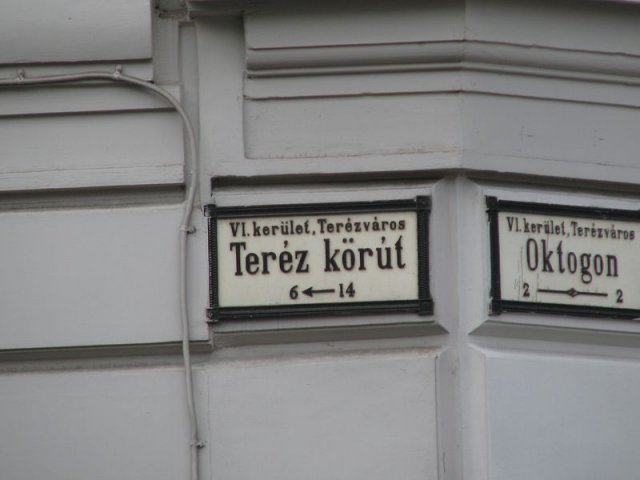 VI. kerület, Terézváros
Teréz körút
6 ← 14
VI. kerület, Terézváros
Oktogon
2 2